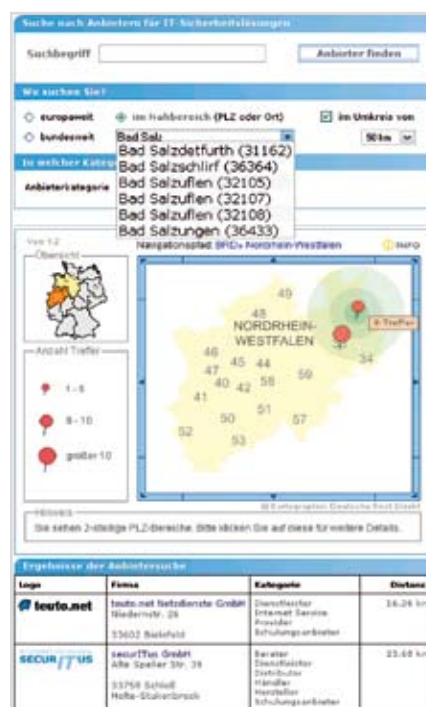 Suche nach Anbietern für IT-Sicherheitslösungen
Suchbegriff
Anbieter finden
Wo suchen Sie?
europaweit
im Nahbereich (PLZ oder Ort)
im Umkreis von
bundesweit
Bad Salz
50 km
In welcher Kateg
Bad Salzdetfurth (31162)
Bad Salzschlirf (36364)
Anbieterkategorie
Bad Salzuflen (32105)
Bad Salzuflen (32107)
Bad Salzuflen (32108)
Bad Salzungen (36433)
Navigationspfad: BRD» Nordrhein-Westfalen
INFO
Übersicht
Anzahl Treffer
1 - 5
6 - 10
größer 10
49
48
NORDRHEIN-
WESTFALEN
34
46
45
44
47
40
42
58
59
41
50
51
57
52
53
© Kartographie: Deutsche Post Direkt
Hinweis
Sie sehen 2-stellige PLZ-Bereiche. Bitte klicken Sie auf diese für weitere Details.
Ergebnisse der Anbietersuche
Logo
Firma
Kategorie
Distanz
teuto.net
teuto.net Netzdienste GmbH
Niedernstr. 26
33602 Bielefeld
Dienstleister
Internet Service
Provider
Schulungsanbieter
16.26 km
SECURITUS
securITus GmbH
Alte Speller Str. 39
33758 Schloß
Holte-Stukenbrock
Berater
Dienstleister
Distributor
Händler
Hersteller
Schulungsanbieter